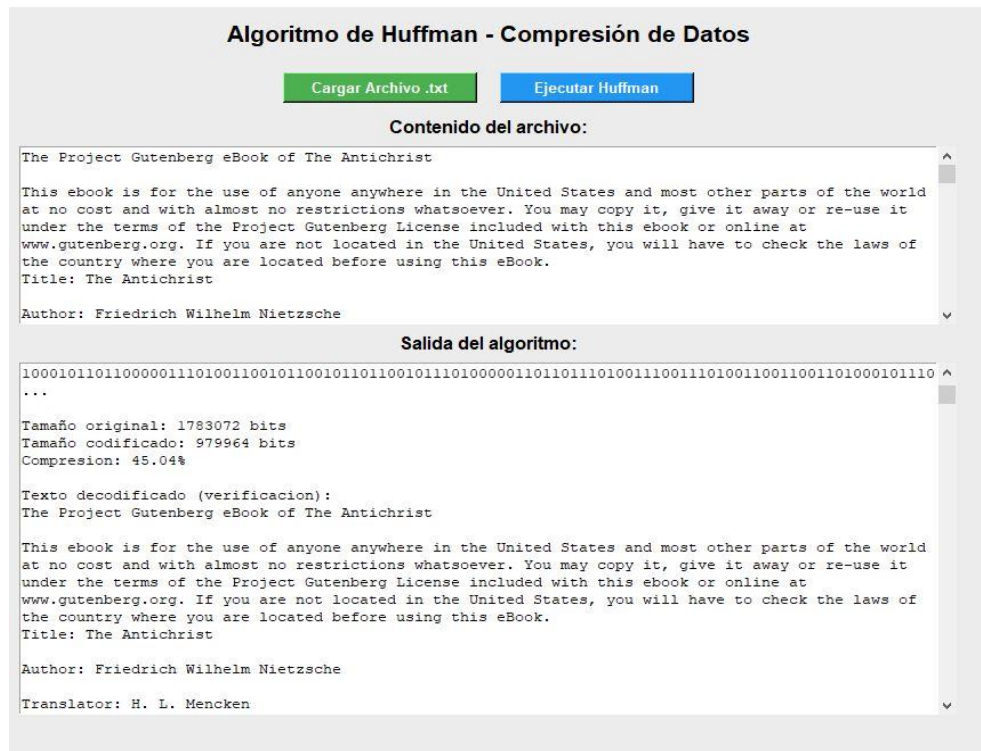 Algoritmo de Huffman - Compresión de Datos
Cargar Archivo .txt
Ejecutar Huffman
Contenido del archivo:
The Project Gutenberg eBook of The Antichrist
This ebook is for the use of anyone anywhere in the United States and most other parts of the world
at no cost and with almost no restrictions whatsoever. You may copy it, give it away or re-use it
under the terms of the Project Gutenberg License included with this ebook or online at
www.gutenberg.org. If you are not located in the United States, you will have to check the laws of
the country where you are located before using this eBook.
Title: The Antichrist
Author: Friedrich Wilhelm Nietzsche
Salida del algoritmo:
...
Tamaño original: 1783072 bits
Tamaño codificado: 979964 bits
Compresion: 45.04%
Texto decodificado (verificacion):
The Project Gutenberg eBook of The Antichrist
This ebook is for the use of anyone anywhere in the United States and most other parts of the world
at no cost and with almost no restrictions whatsoever. You may copy it, give it away or re-use it
under the terms of the Project Gutenberg License included with this ebook or online at
www.gutenberg.org. If you are not located in the United States, you will have to check the laws of
the country where you are located before using this eBook.
Title: The Antichrist
Author: Friedrich Wilhelm Nietzsche
Translator: H. L. Mencken